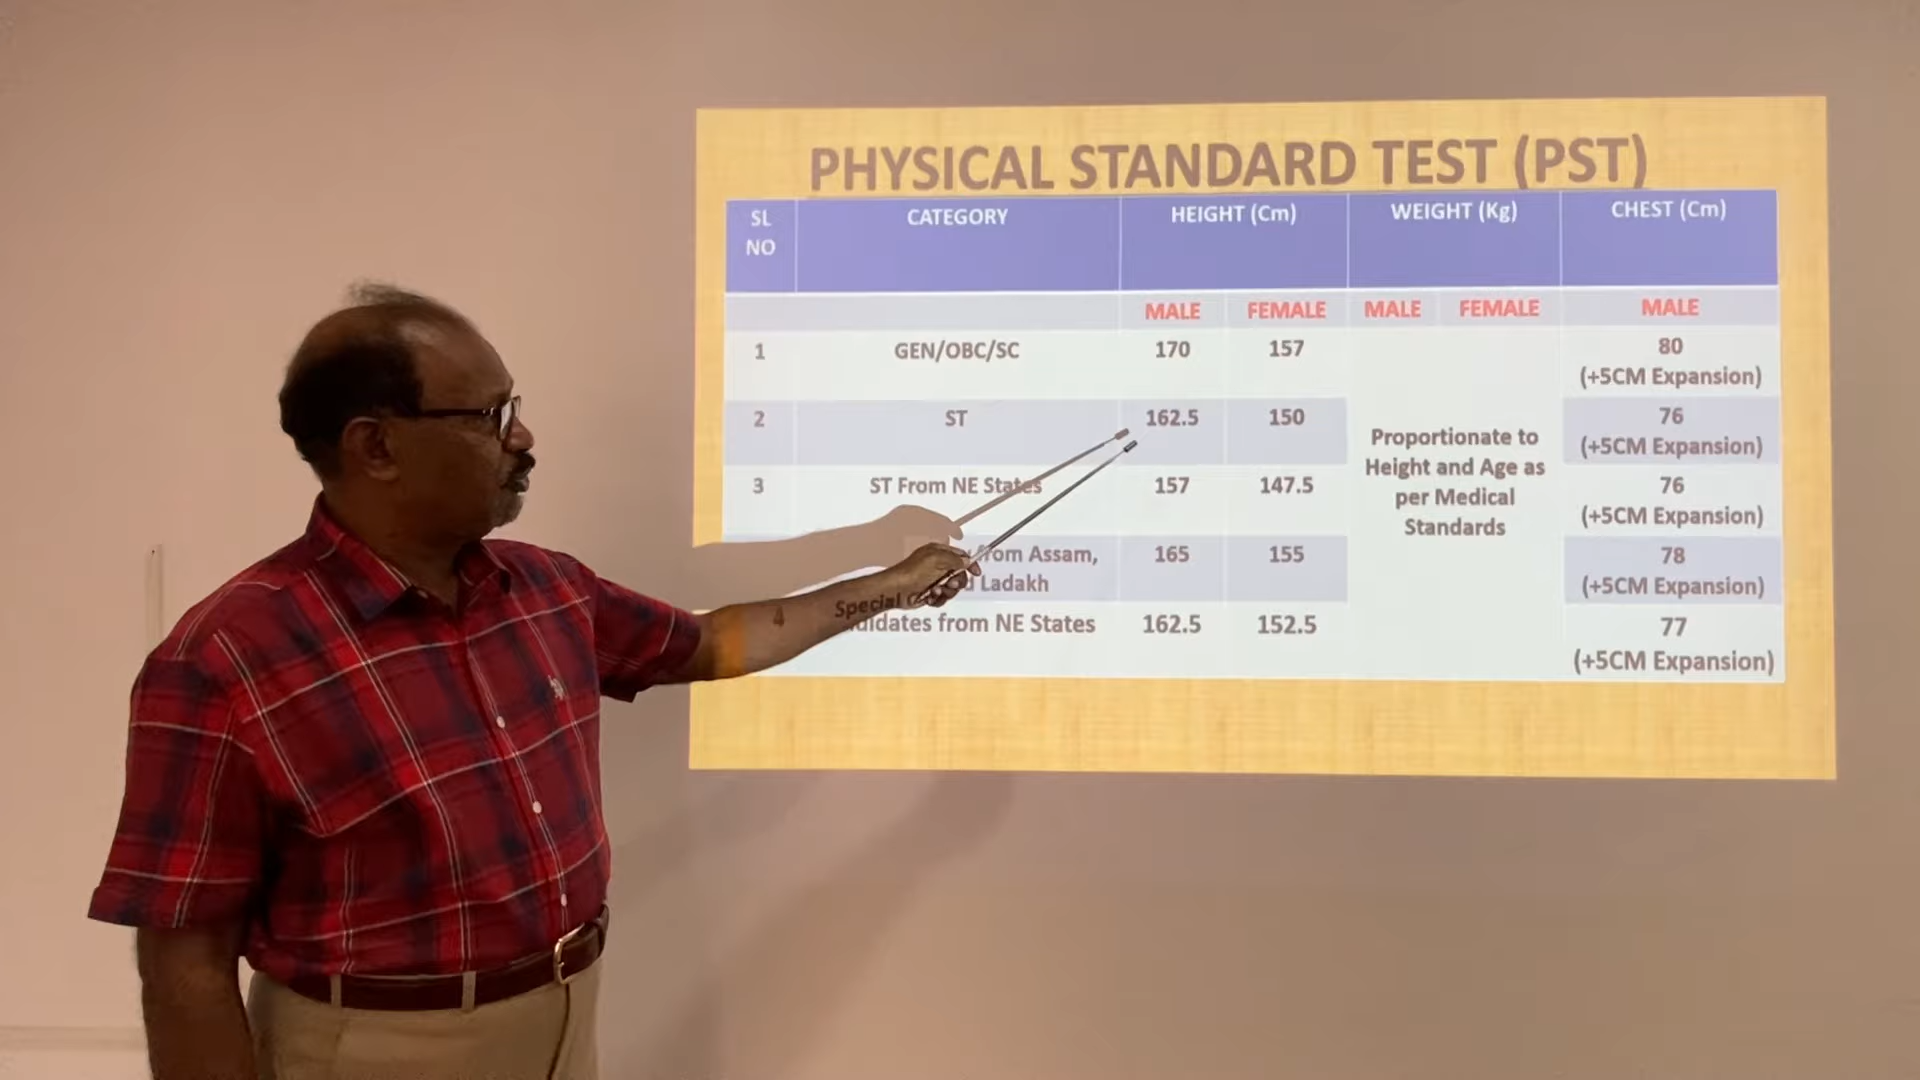 PHYSICAL STANDARD TEST (PST)
SL NO CATEGORY HEIGHT (Cm) WEIGHT (Kg) CHEST (Cm)
MALE FEMALE MALE FEMALE MALE
1 GEN/OBC/SC 170 157 80
(+5CM Expansion)
2 ST 162.5 150 76
(+5CM Expansion)
Proportionate to
Height and Age as
per Medical
Standards
3 ST From NE States 157 147.5 76
(+5CM Expansion)
4 Special from Assam, 165 155 78
Ladakh (+5CM Expansion)
from NE States 162.5 152.5 77
(+5CM Expansion)